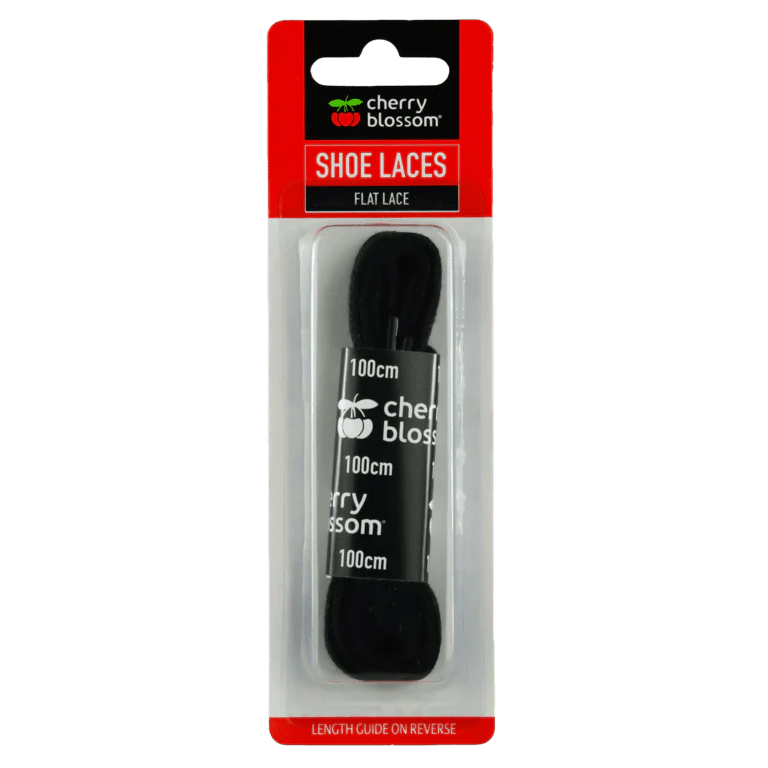 cherry
blossom®
SHOE LACES
FLAT LACE
100cm
cher
bloss
100cm
rry
ssom
100cm
LENGTH GUIDE ON REVERSE